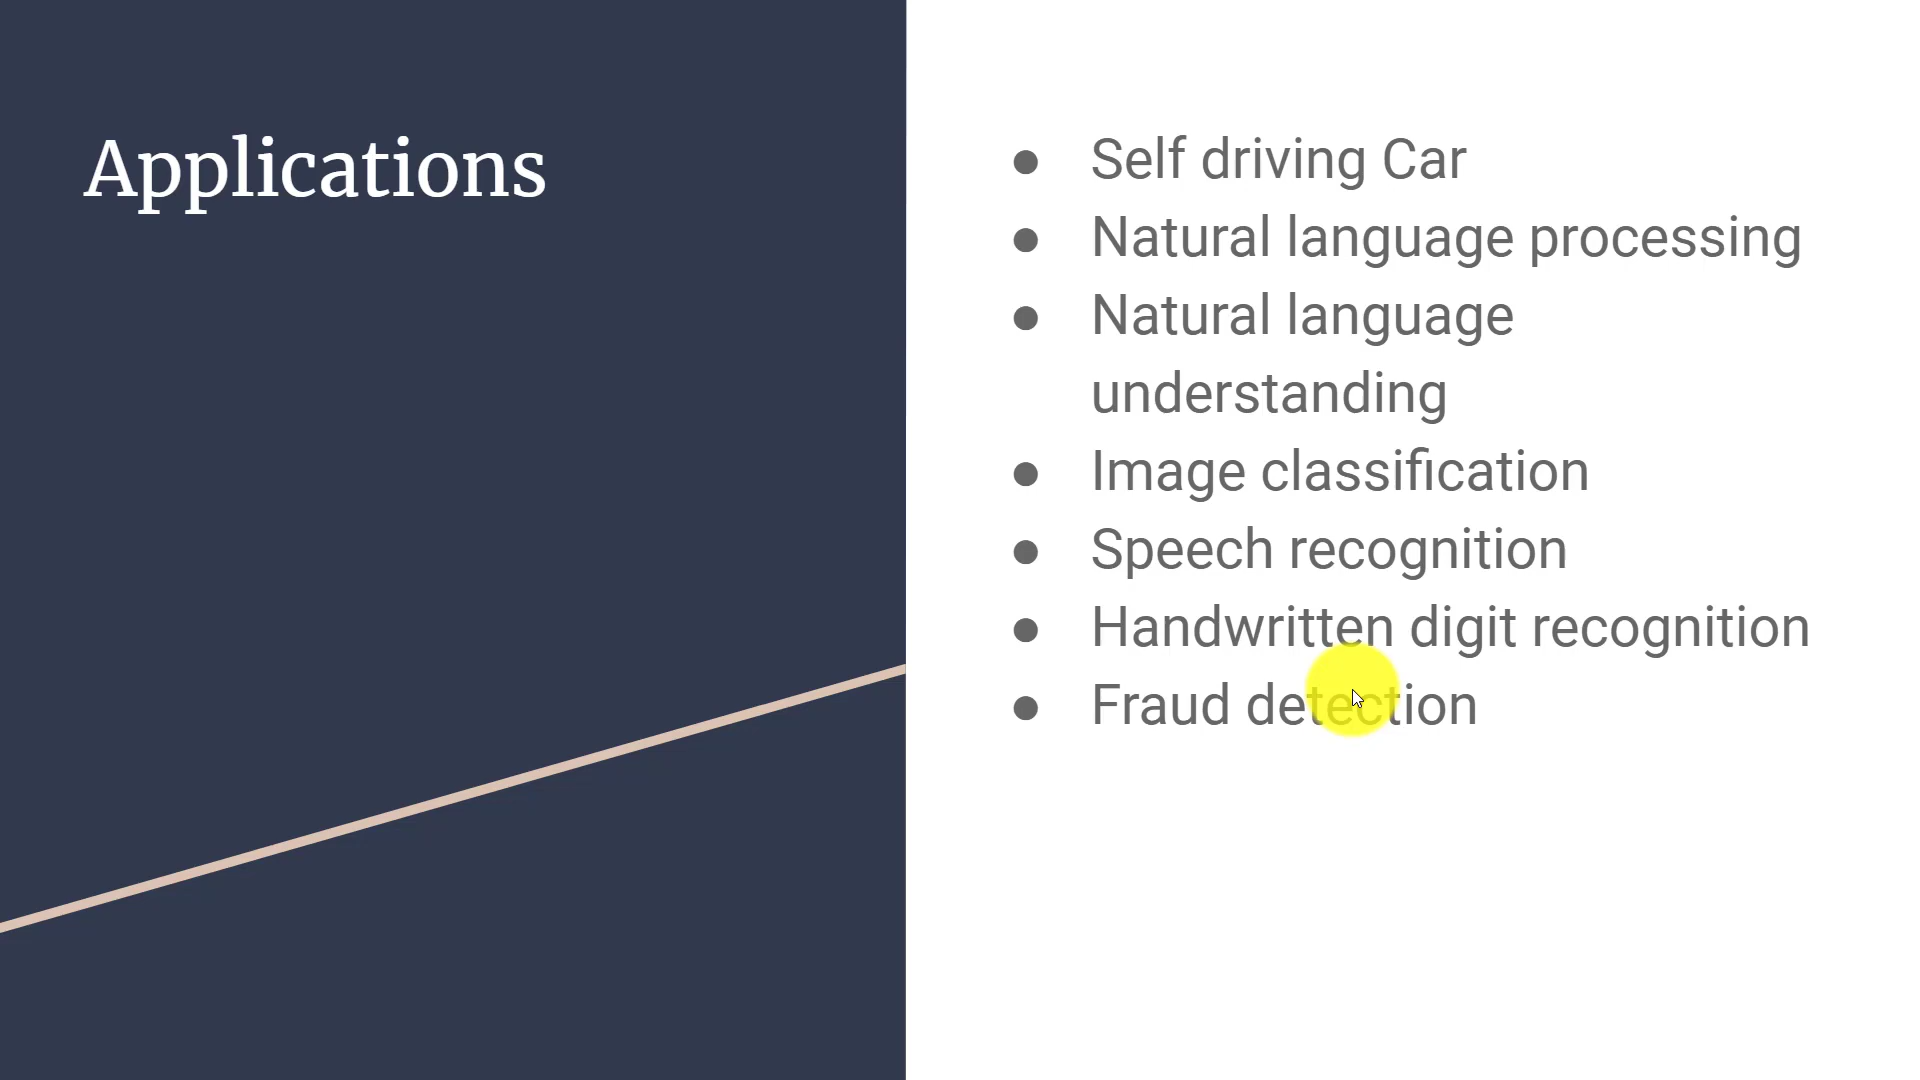 Applications
● Self driving Car
● Natural language processing
● Natural language
understanding
● Image classification
● Speech recognition
● Handwritten digit recognition
● Fraud detection